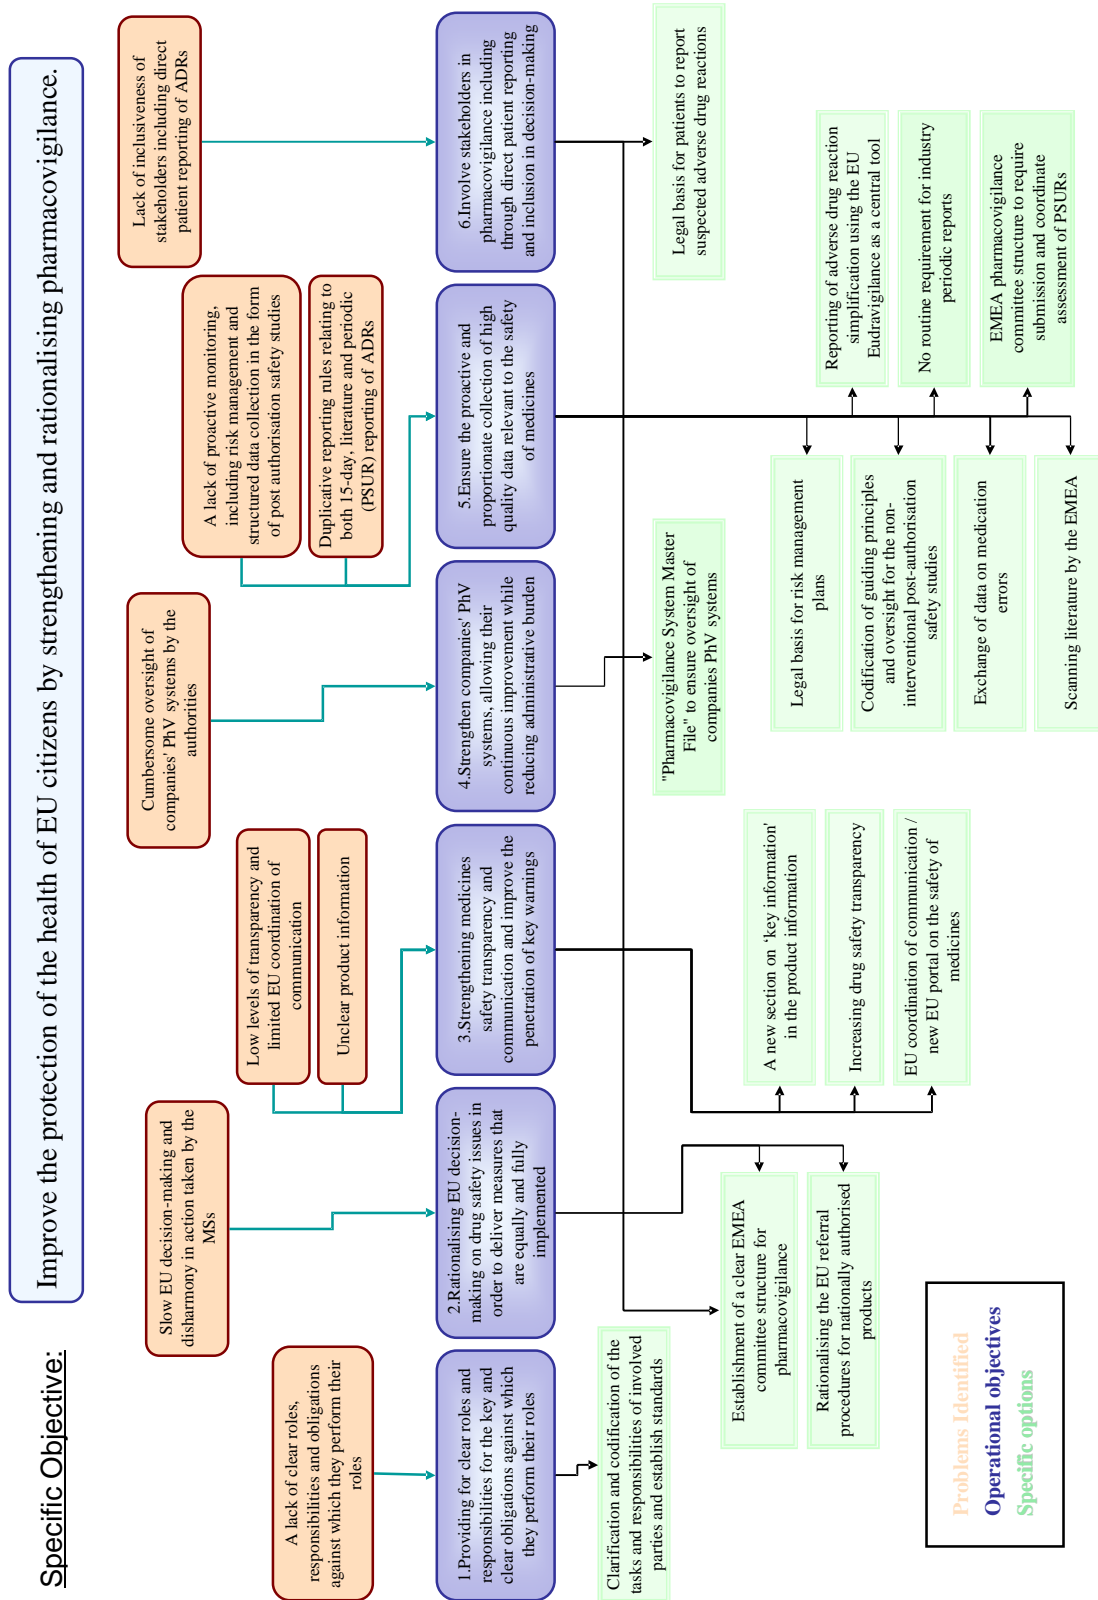 Specific Objective:
Improve the protection of the health of EU citizens by strengthening and rationalising pharmacovigilance.
A lack of clear roles,
responsibilities and obligations
against which they perform their
roles
Slow EU decision-making and
disharmony in action taken by the
MSs
Low levels of transparency and
limited EU coordination of
communication
Unclear product information
Cumbersome oversight of
companies' PhV systems by the
authorities
A lack of proactive monitoring,
including risk management and
structured data collection in the form
of post authorisation safety studies
Duplicative reporting rules relating to
both 15-day, literature and periodic
(PSUR) reporting of ADRs
Lack of inclusiveness of
stakeholders including direct
patient reporting of ADRs
1.Providing for clear roles and
responsibilities for the key and
clear obligations against which
they perform their roles
2.Rationalising EU decision-
making on drug safety issues in
order to deliver measures that
are equally and fully
implemented
3.Strengthening medicines
safety transparency and
communication and improve the
penetration of key warnings
4.Strengthen companies' PhV
systems, allowing their
continuous improvement while
reducing administrative burden
5.Ensure the proactive and
proportionate collection of high
quality data relevant to the safety
of medicines
6.Involve stakeholders in
pharmacovigilance including
through direct patient reporting
and inclusion in decision-making
Clarification and codification of the
tasks and responsibilities of involved
parties and establish standards
Establishment of a clear EMEA
committee structure for
pharmacovigilance
Rationalising the EU referral
procedures for nationally authorised
products
A new section on 'key information'
in the product information
Increasing drug safety transparency
EU coordination of communication /
new EU portal on the safety of
medicines
"Pharmacovigilance System Master
File" to ensure oversight of
companies PhV systems
Legal basis for risk management
plans
Codification of guiding principles
and oversight for the non-
interventional post-authorisation
safety studies
Exchange of data on medication
errors
Scanning literature by the EMEA
Legal basis for patients to report
suspected adverse drug reactions
Reporting of adverse drug reaction
simplification using the EU
Eudravigilance as a central tool
No routine requirement for industry
periodic reports
EMEA pharmacovigilance
committee structure to require
submission and coordinate
assessment of PSURs
Problems Identified
Operational objectives
Specific options